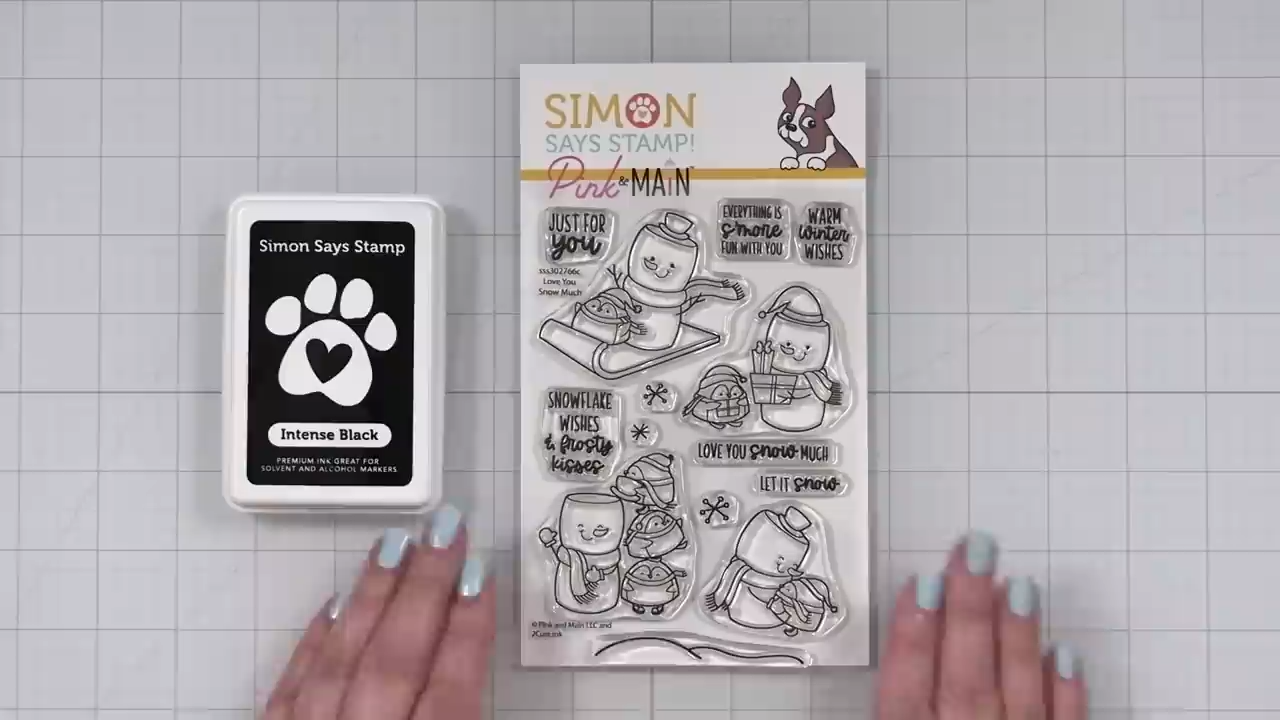 Simon Says Stamp
Intense Black
PREMIUM INK GREAT FOR
SOLVENT AND ALCOHOL MARKERS
SIMON
SAYS STAMP!
Pink & MAIN
JUST FOR
you
EVERYTHING IS
s'more
FUN WITH YOU
WARM
winter
WISHES
sss302766c
Love You
Snow Much
SNOWFLAKE
WISHES
& frosty
kisses
LOVE YOU snow MUCH
LET IT snow
© Pink and Main LLC and
2Cute.ink